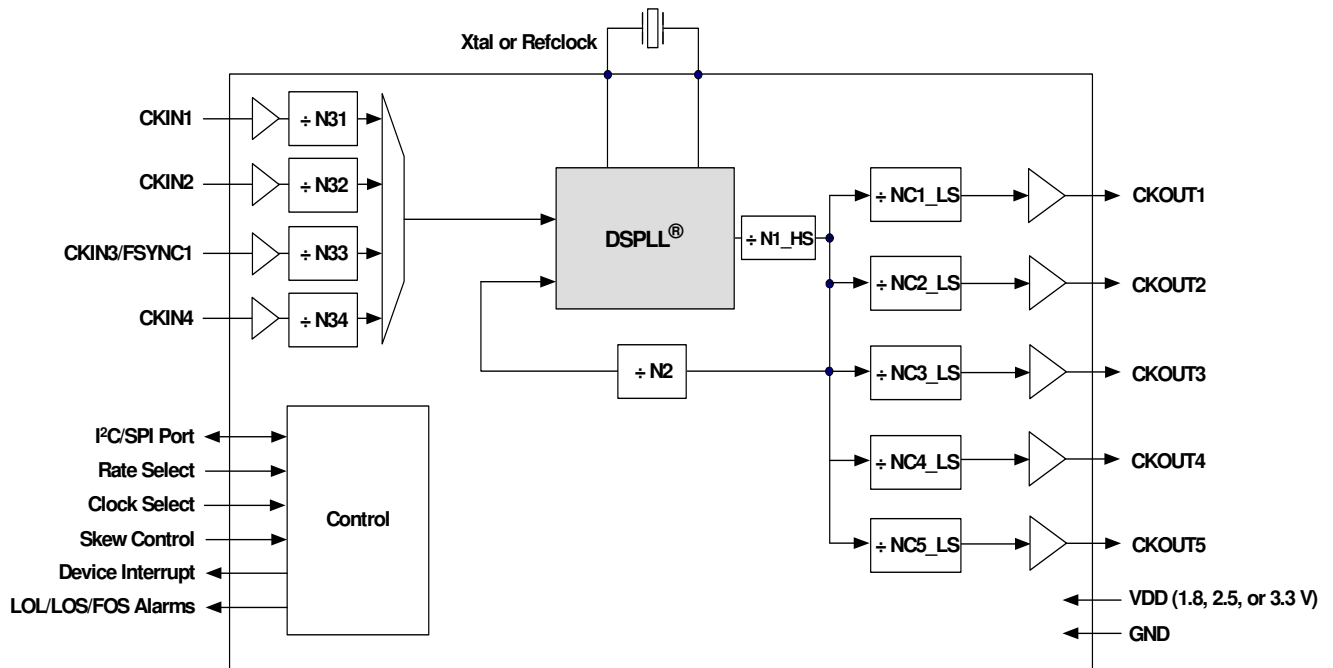 Xtal or Refclock
CKIN1
÷ N31
CKIN2
÷ N32
CKIN3/FSYNC1
÷ N33
CKIN4
÷ N34
DSPLL®
÷ N1_HS
÷ N2
÷ NC1_LS
CKOUT1
÷ NC2_LS
CKOUT2
÷ NC3_LS
CKOUT3
÷ NC4_LS
CKOUT4
÷ NC5_LS
CKOUT5
I²C/SPI Port
Rate Select
Clock Select
Skew Control
Device Interrupt
LOL/LOS/FOS Alarms
Control
VDD (1.8, 2.5, or 3.3 V)
GND